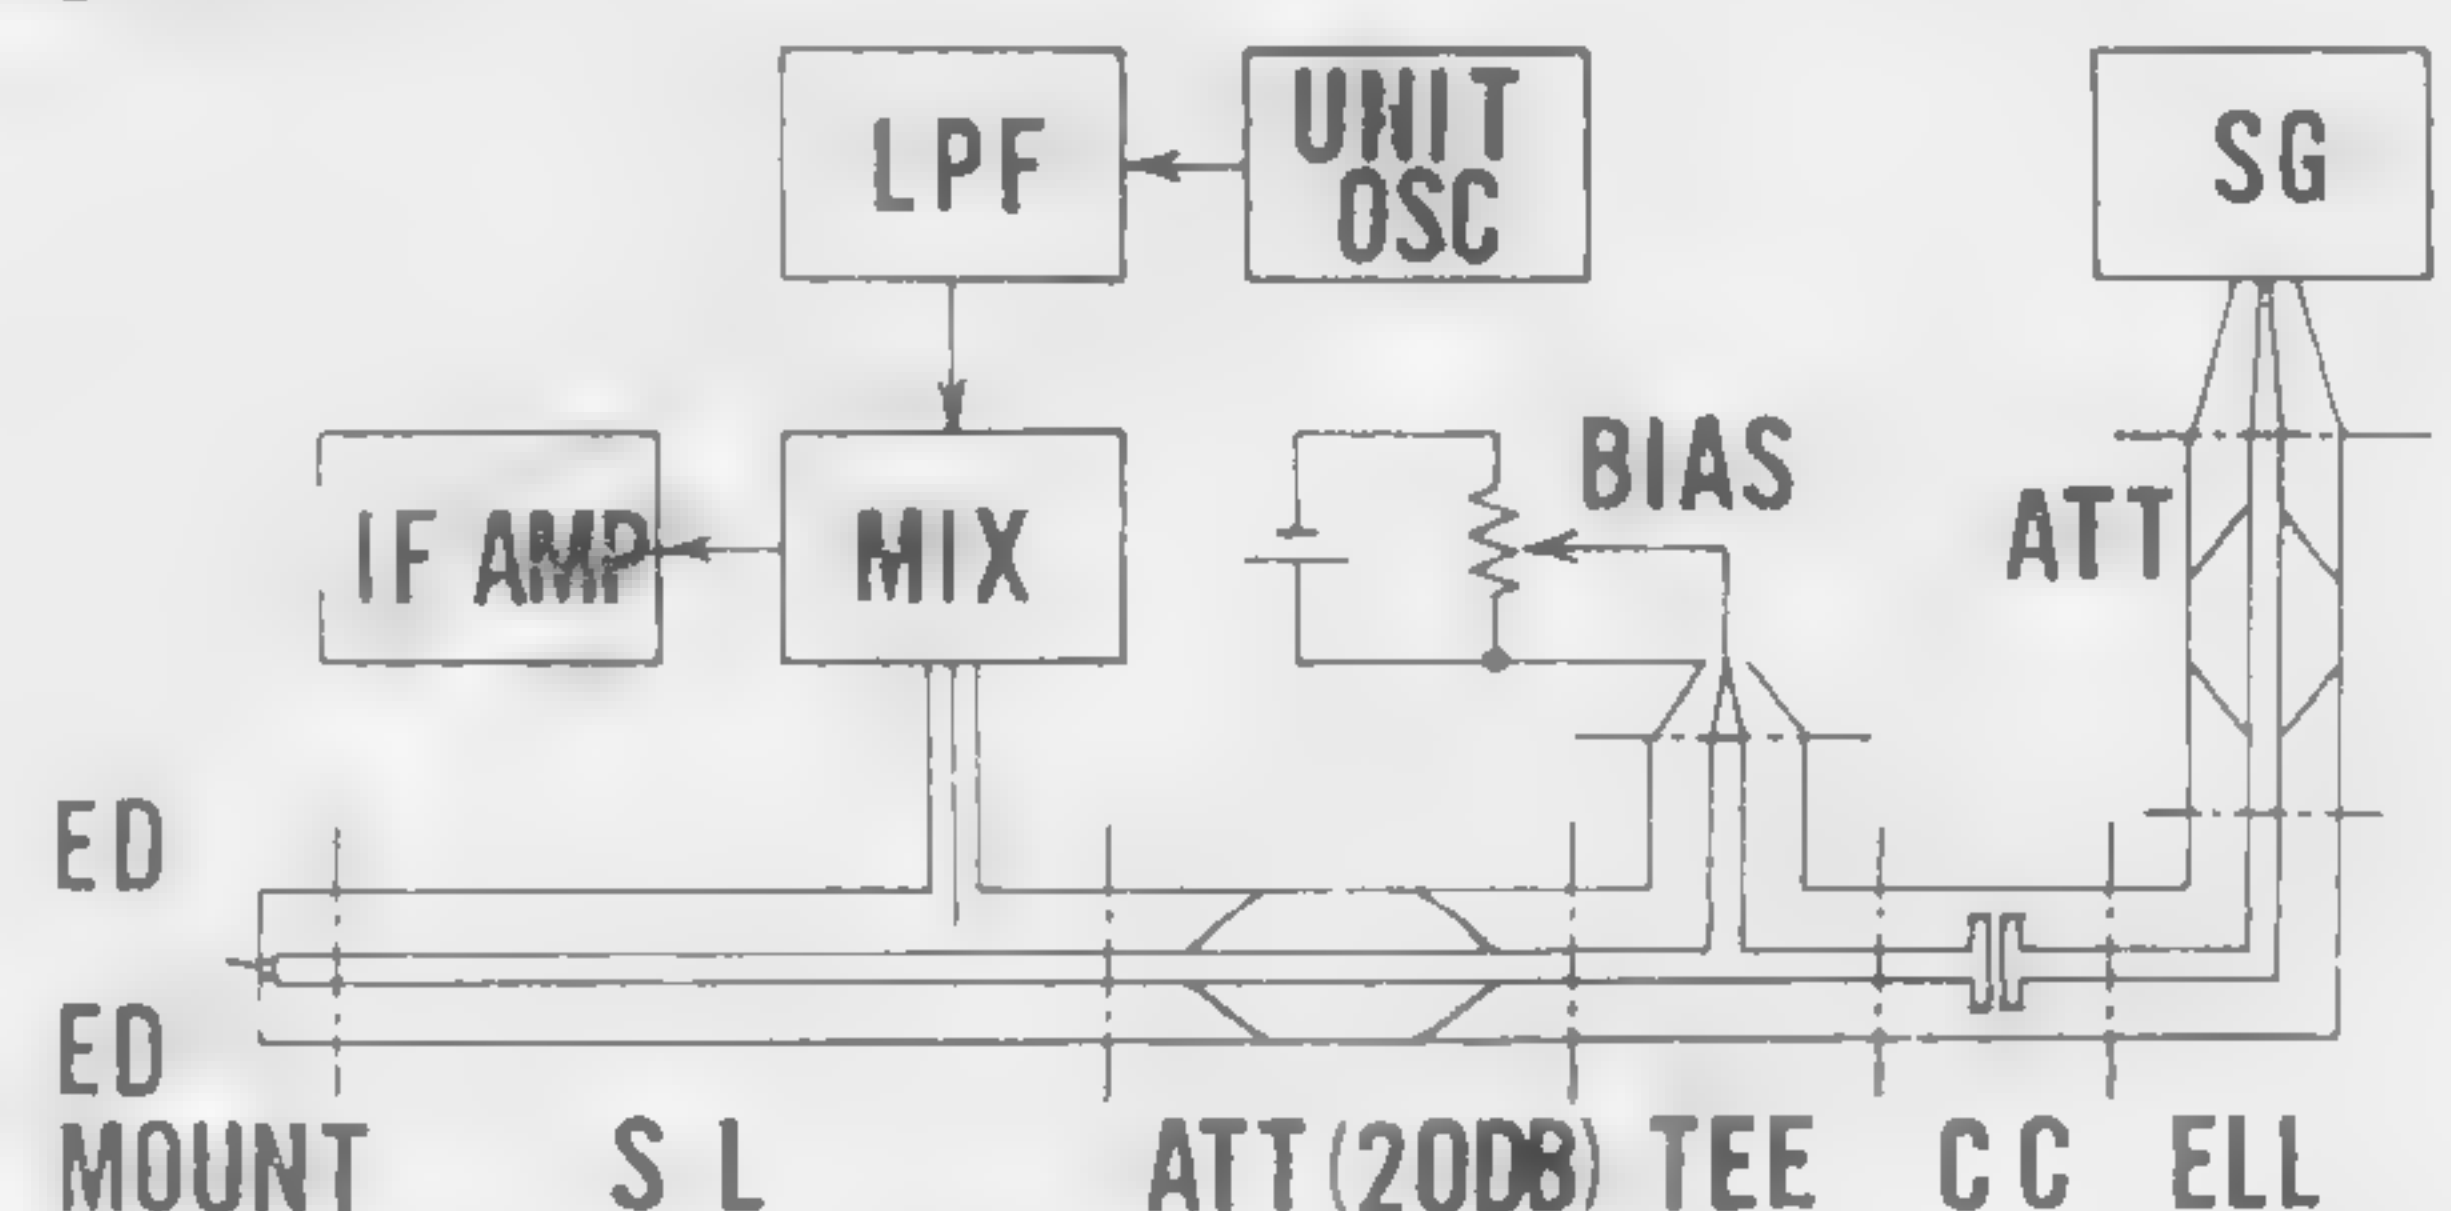 LPF
UNIT
OSC
SG
IF AMP
MIX
BIAS
ATT
ED
ED
MOUNT
S L
ATT (20DB)
TEE
C C
ELL